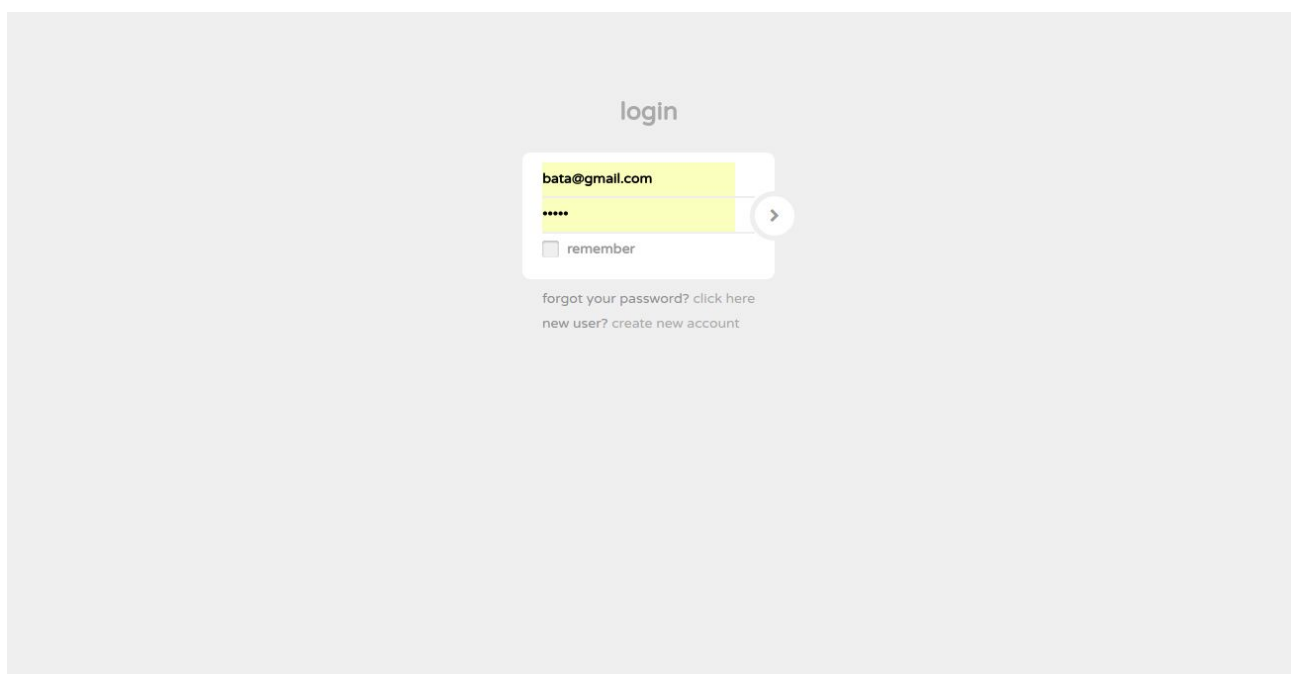 login
bata@gmail.com
•••••
remember
forgot your password? click here
new user? create new account